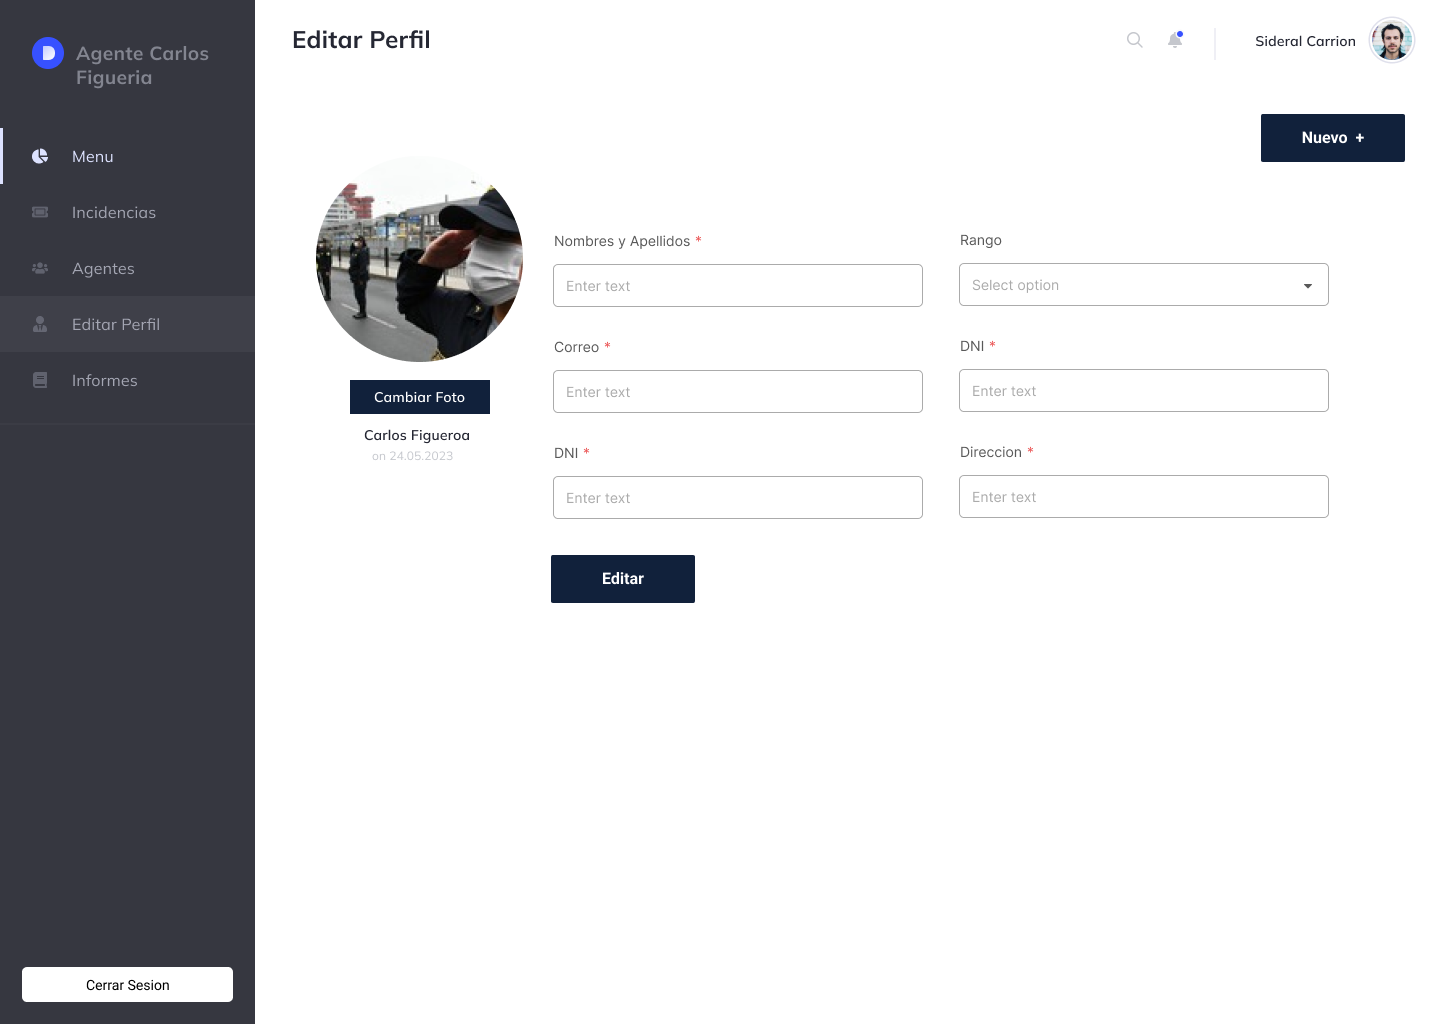 Agente Carlos
Figueria
Menu
Incidencias
Agentes
Editar Perfil
Informes
Cerrar Sesion
Editar Perfil
Sideral Carrion
Nuevo +
Cambiar Foto
Carlos Figueroa
on 24.05.2023
Nombres y Apellidos *
Enter text
Rango
Select option
Correo *
Enter text
DNI *
Enter text
DNI *
Enter text
Direccion *
Enter text
Editar